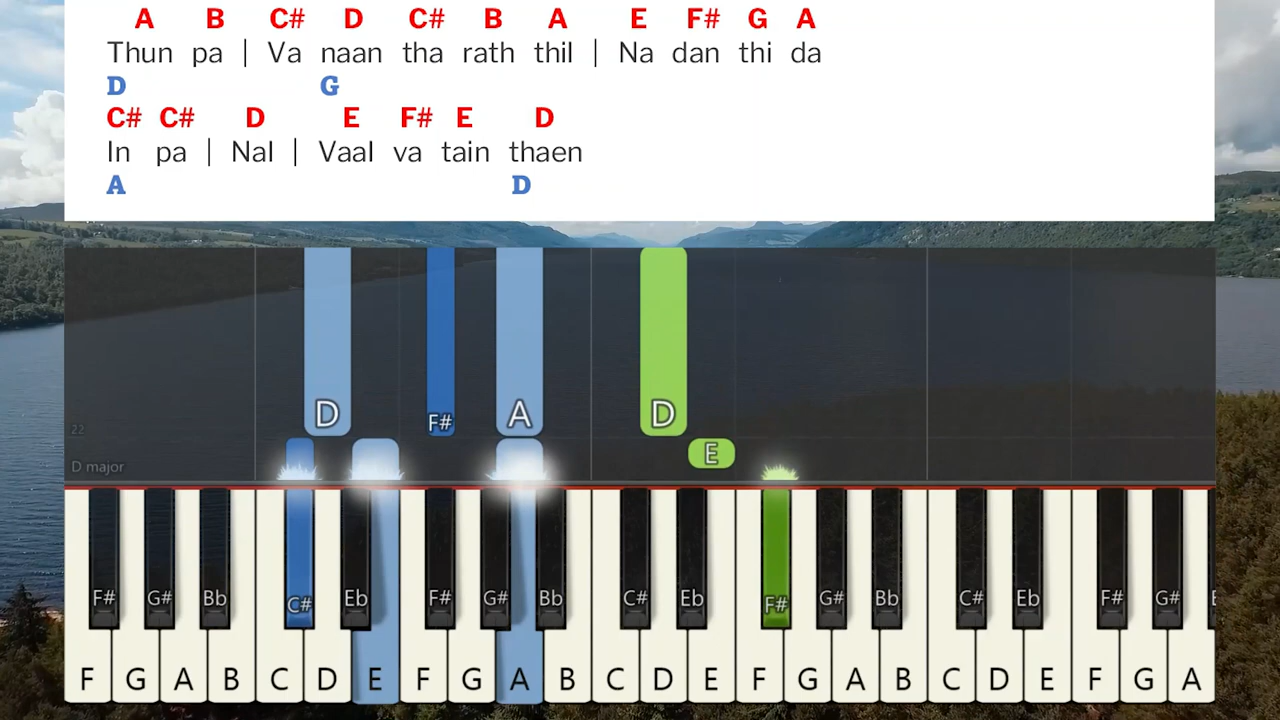 A B C# D C# B A E F# G A
Thun pa | Va naan tha rath thil | Na dan thi da
D G
C# C# D E F# E D
In pa | Nal | Vaal va tain thaen
A D
D F# A D
22
E
D major
F# G# Bb C# Eb F# G# Bb C# Eb F# G# Bb C# Eb F# G#
F G A B C D E F G A B C D E F G A B C D E F G A